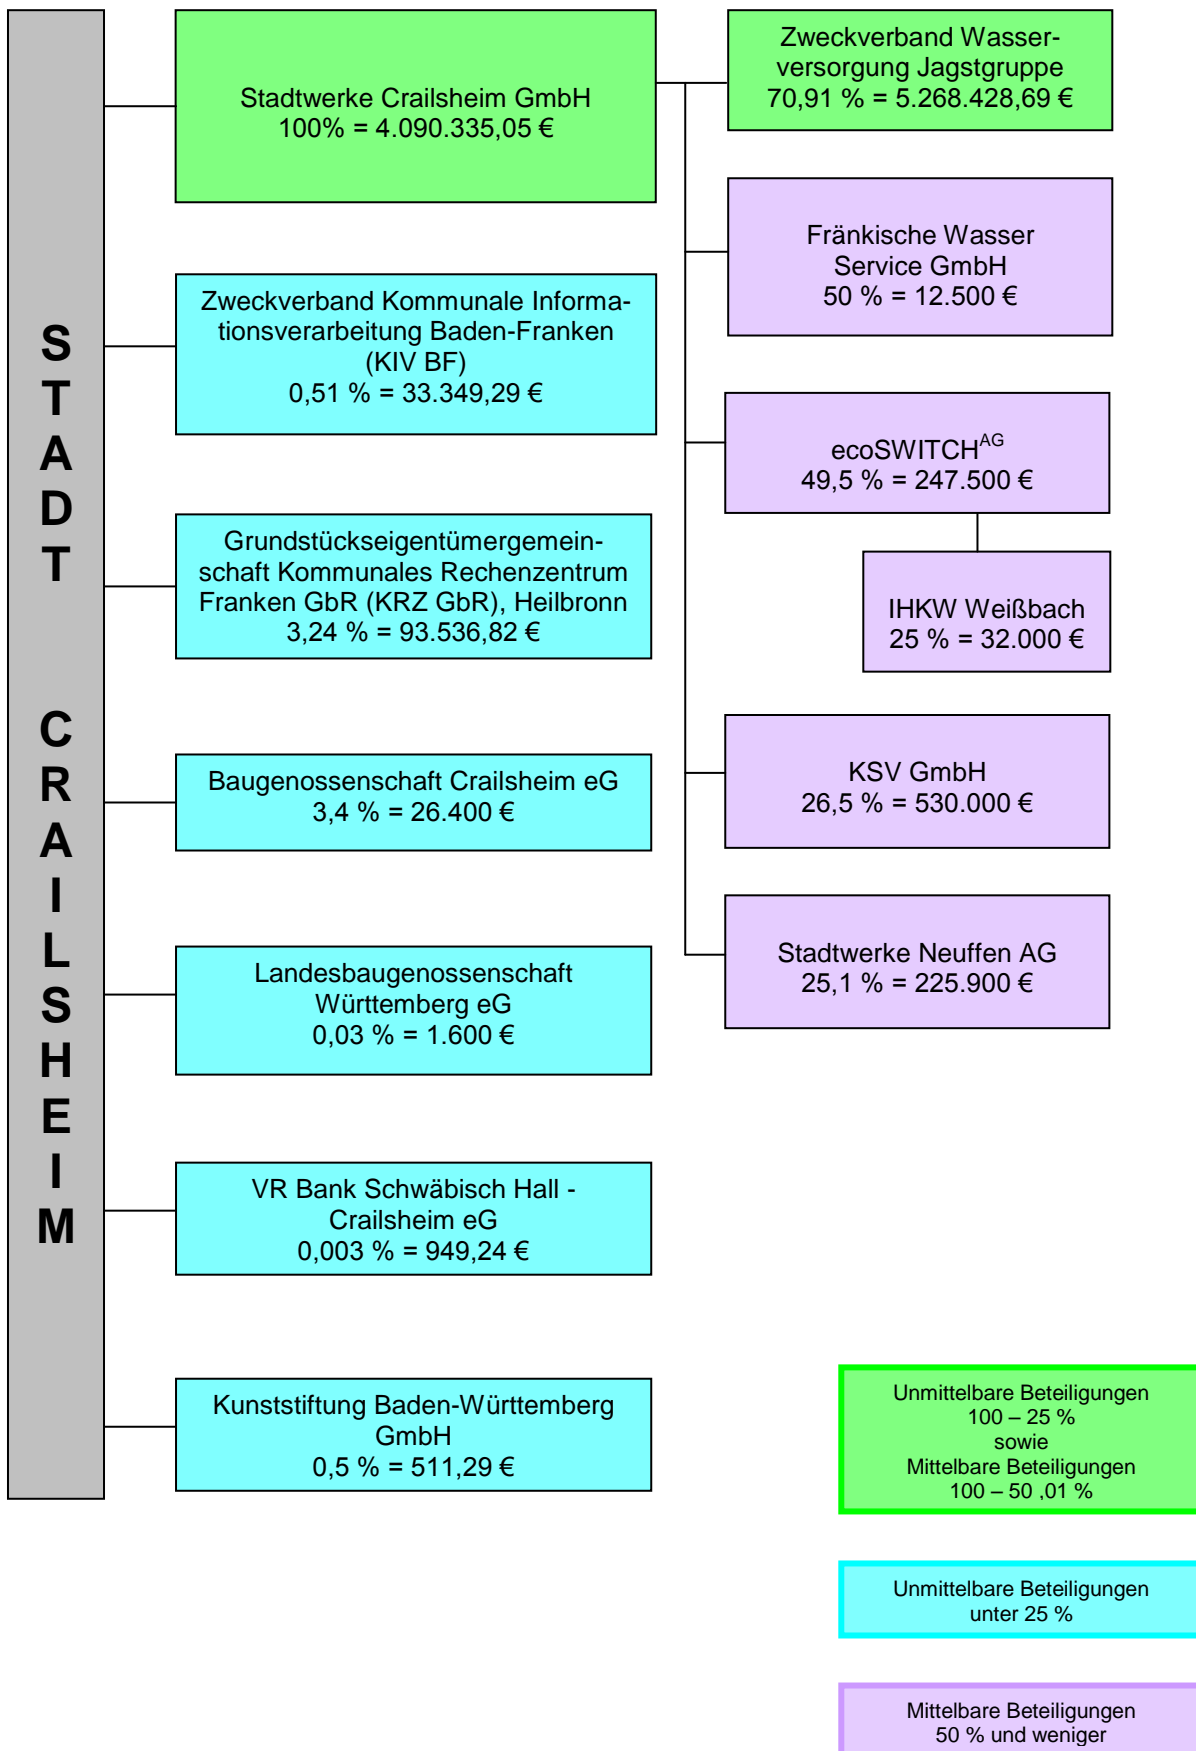 STADT CRAILSHEIM
Stadtwerke Crailsheim GmbH
100% = 4.090.335,05 €
Zweckverband Kommunale Informa-
tionsverarbeitung Baden-Franken
(KIV BF)
0,51 % = 33.349,29 €
Grundstückseigentümergemein-
schaft Kommunales Rechenzentrum
Franken GbR (KRZ GbR), Heilbronn
3,24 % = 93.536,82 €
Baugenossenschaft Crailsheim eG
3,4 % = 26.400 €
Landesbaugenossenschaft
Württemberg eG
0,03 % = 1.600 €
VR Bank Schwäbisch Hall -
Crailsheim eG
0,003 % = 949,24 €
Kunststiftung Baden-Württemberg
GmbH
0,5 % = 511,29 €
Zweckverband Wasser-
versorgung Jagstgruppe
70,91 % = 5.268.428,69 €
Fränkische Wasser
Service GmbH
50 % = 12.500 €
ecoSWITCH AG
49,5 % = 247.500 €
IHKW Weißbach
25 % = 32.000 €
KSV GmbH
26,5 % = 530.000 €
Stadtwerke Neuffen AG
25,1 % = 225.900 €
Unmittelbare Beteiligungen
100 – 25 %
sowie
Mittelbare Beteiligungen
100 – 50 ,01 %
Unmittelbare Beteiligungen
unter 25 %
Mittelbare Beteiligungen
50 % und weniger